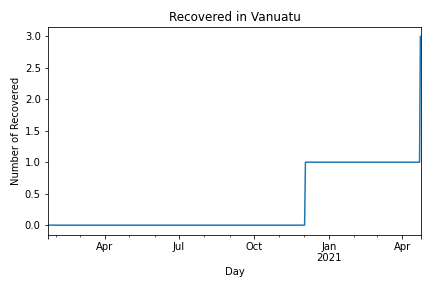 Recovered in Vanuatu
Number of Recovered
3.0
2.5
2.0
1.5
1.0
0.5
0.0
Apr Jul Oct Jan Apr
2021
Day